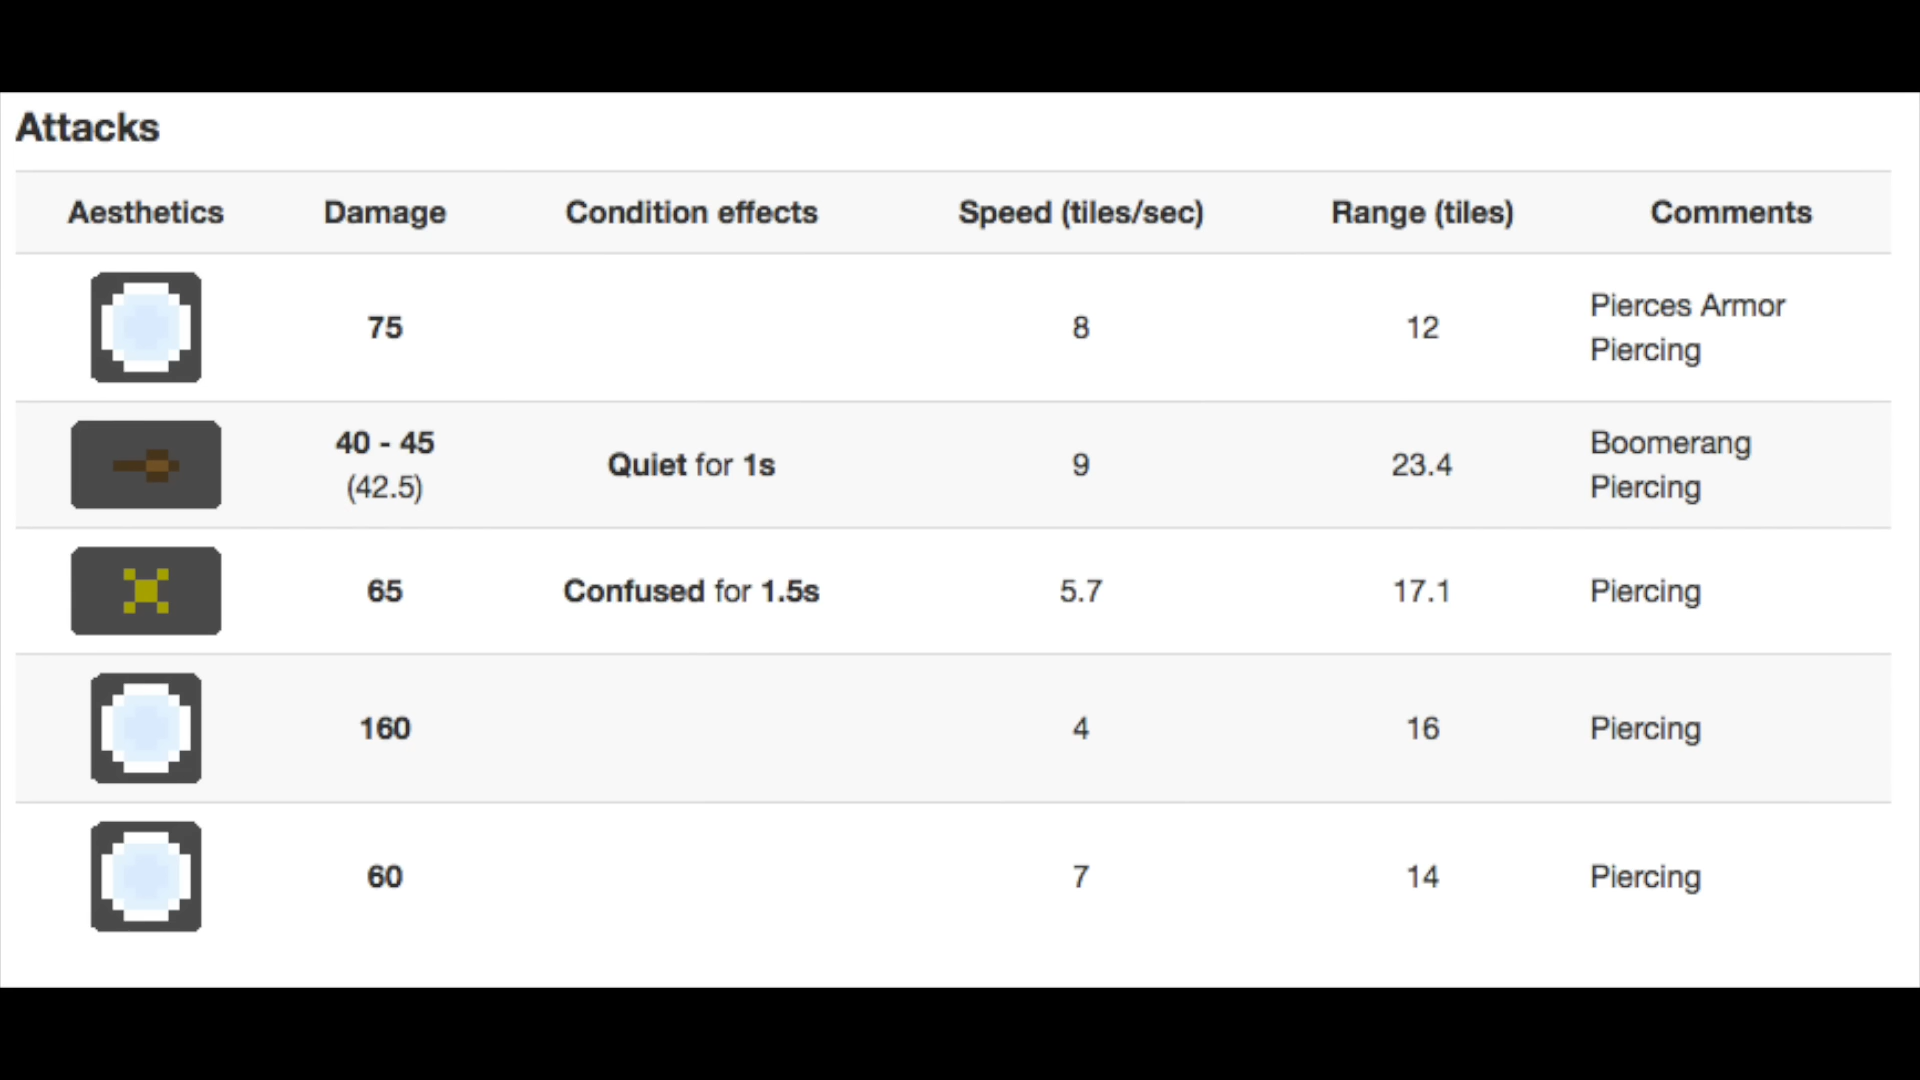 Attacks
Aesthetics Damage Condition effects Speed (tiles/sec) Range (tiles) Comments
75 8 12 Pierces Armor
Piercing
40 - 45
(42.5) Quiet for 1s 9 23.4 Boomerang
Piercing
65 Confused for 1.5s 5.7 17.1 Piercing
160 4 16 Piercing
60 7 14 Piercing